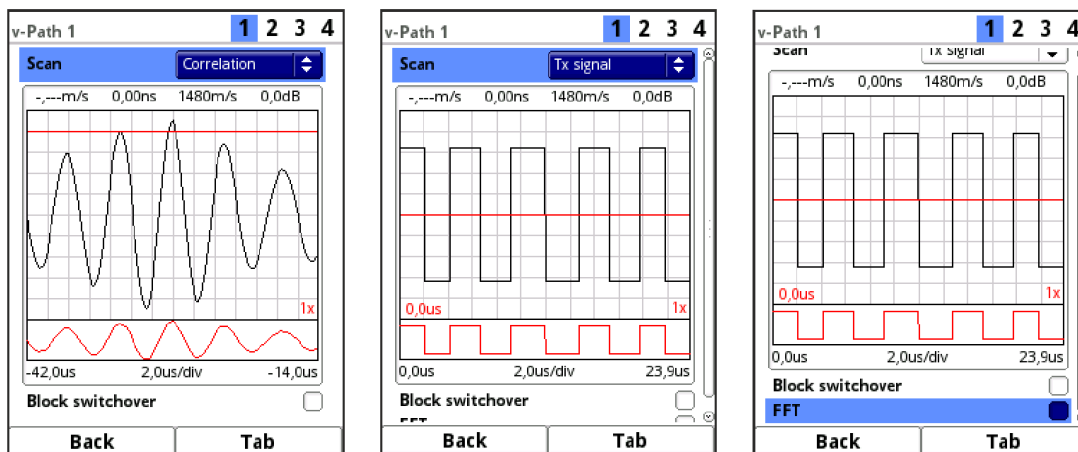 v-Path 1 1 2 3 4
Scan Correlation
-,---m/s 0,00ns 1480m/s 0,0dB
1x
-42,0us 2,0us/div -14,0us
Block switchover
Back Tab
v-Path 1 1 2 3 4
Scan Tx signal
-,---m/s 0,00ns 1480m/s 0,0dB
0,0us 1x
0,0us 2,0us/div 23,9us
Block switchover
FFT
Back Tab
v-Path 1 1 2 3 4
Scan Tx signal
-,---m/s 0,00ns 1480m/s 0,0dB
0,0us 1x
0,0us 2,0us/div 23,9us
Block switchover
FFT
Back Tab